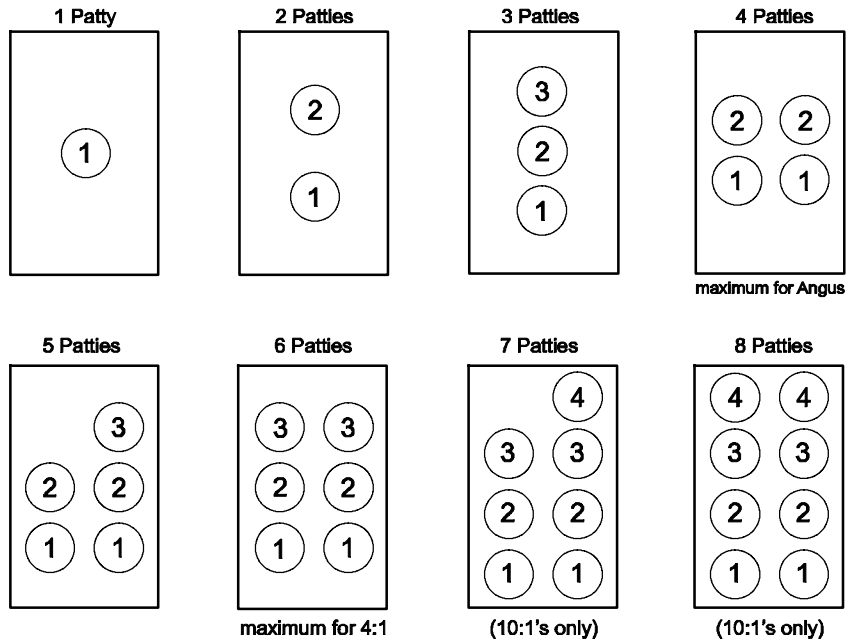 1 Patty
1
2 Patties
2
1
3 Patties
3
2
1
4 Patties
2 2
1 1
maximum for Angus
5 Patties
3
2 2
1 1
6 Patties
3 3
2 2
1 1
maximum for 4:1
7 Patties
4
3 3
2 2
1 1
(10:1's only)
8 Patties
4 4
3 3
2 2
1 1
(10:1's only)